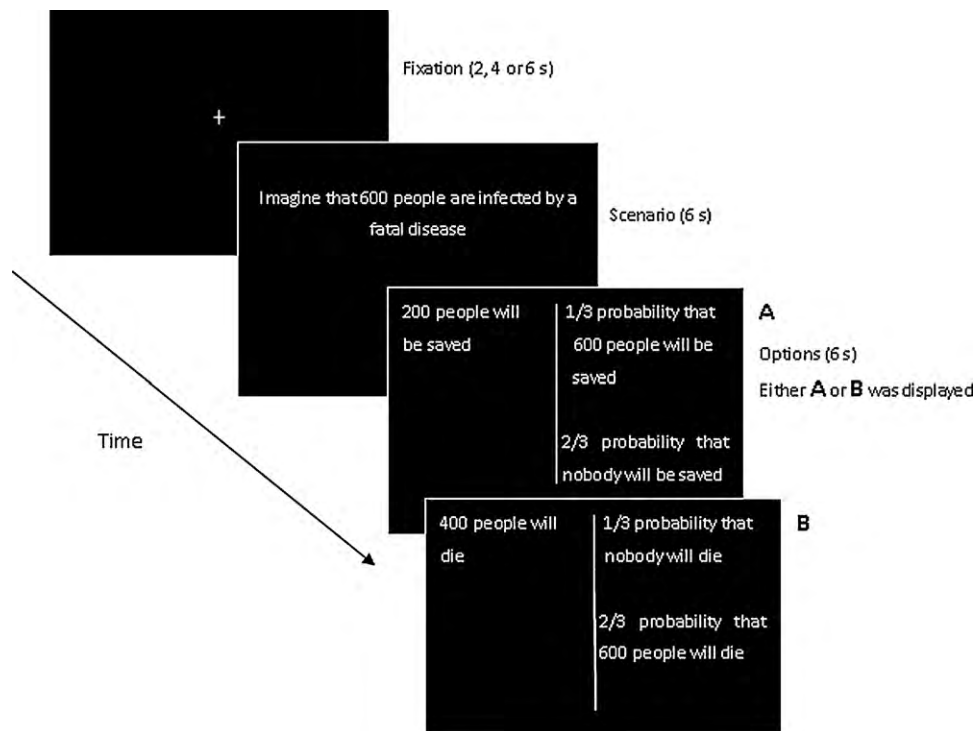 Fixation (2, 4 or 6 s)
+
Imagine that 600 people are infected by a
fatal disease
Scenario (6 s)
200 people will
be saved
1/3 probability that
600 people will be
saved
2/3 probability that
nobody will be saved
A
Options (6 s)
Either A or B was displayed
Time
400 people will
die
1/3 probability that
nobody will die
2/3 probability that
600 people will die
B